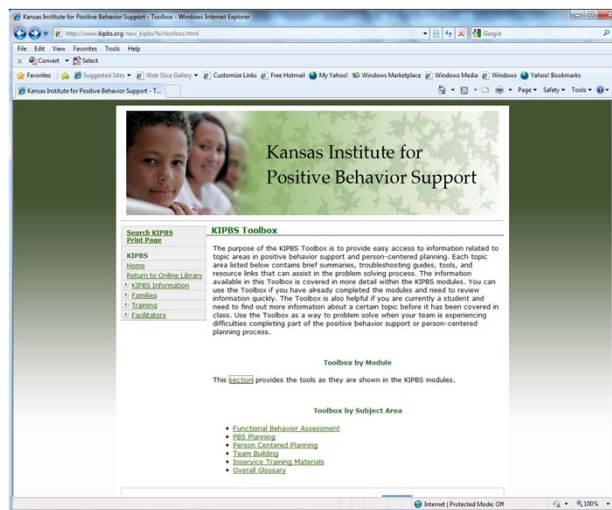 Kansas Institute for Positive Behavior Support - Toolbox - Windows Internet Explorer
http://www.kipbs.org/new_kipbs/fsi/toolbox.html
Google
File Edit View Favorites Tools Help
x Convert Select
Favorites Suggested Sites Web Slice Gallery Customize Links Free Hotmail My Yahoo! Windows Marketplace Windows Media Windows Yahoo! Bookmarks
Kansas Institute for Positive Behavior Support - T...
Page Safety Tools
Kansas Institute for
Positive Behavior Support
Search KIPBS
Print Page
KIPBS
Home
Return to Online Library
KIPBS Information
Families
Training
Facilitators
KIPBS Toolbox
The purpose of the KIPBS Toolbox is to provide easy access to information related to
topic areas in positive behavior support and person-centered planning. Each topic
area listed below contains brief summaries, troubleshooting guides, tools, and
resource links that can assist in the problem solving process. The information
available in this Toolbox is covered in more detail within the KIPBS modules. You can
use the Toolbox if you have already completed the modules and need to review
information quickly. The Toolbox is also helpful if you are currently a student and
need to find out more information about a certain topic before it has been covered in
class. Use the Toolbox as a way to problem solve when your team is experiencing
difficulties completing part of the positive behavior support or person-centered
planning process.
Toolbox by Module
This section provides the tools as they are shown in the KIPBS modules.
Toolbox by Subject Area
• Functional Behavior Assessment
• PBS Planning
• Person Centered Planning
• Team Building
• Inservice Training Materials
• Overall Glossary
Internet | Protected Mode: Off
100%